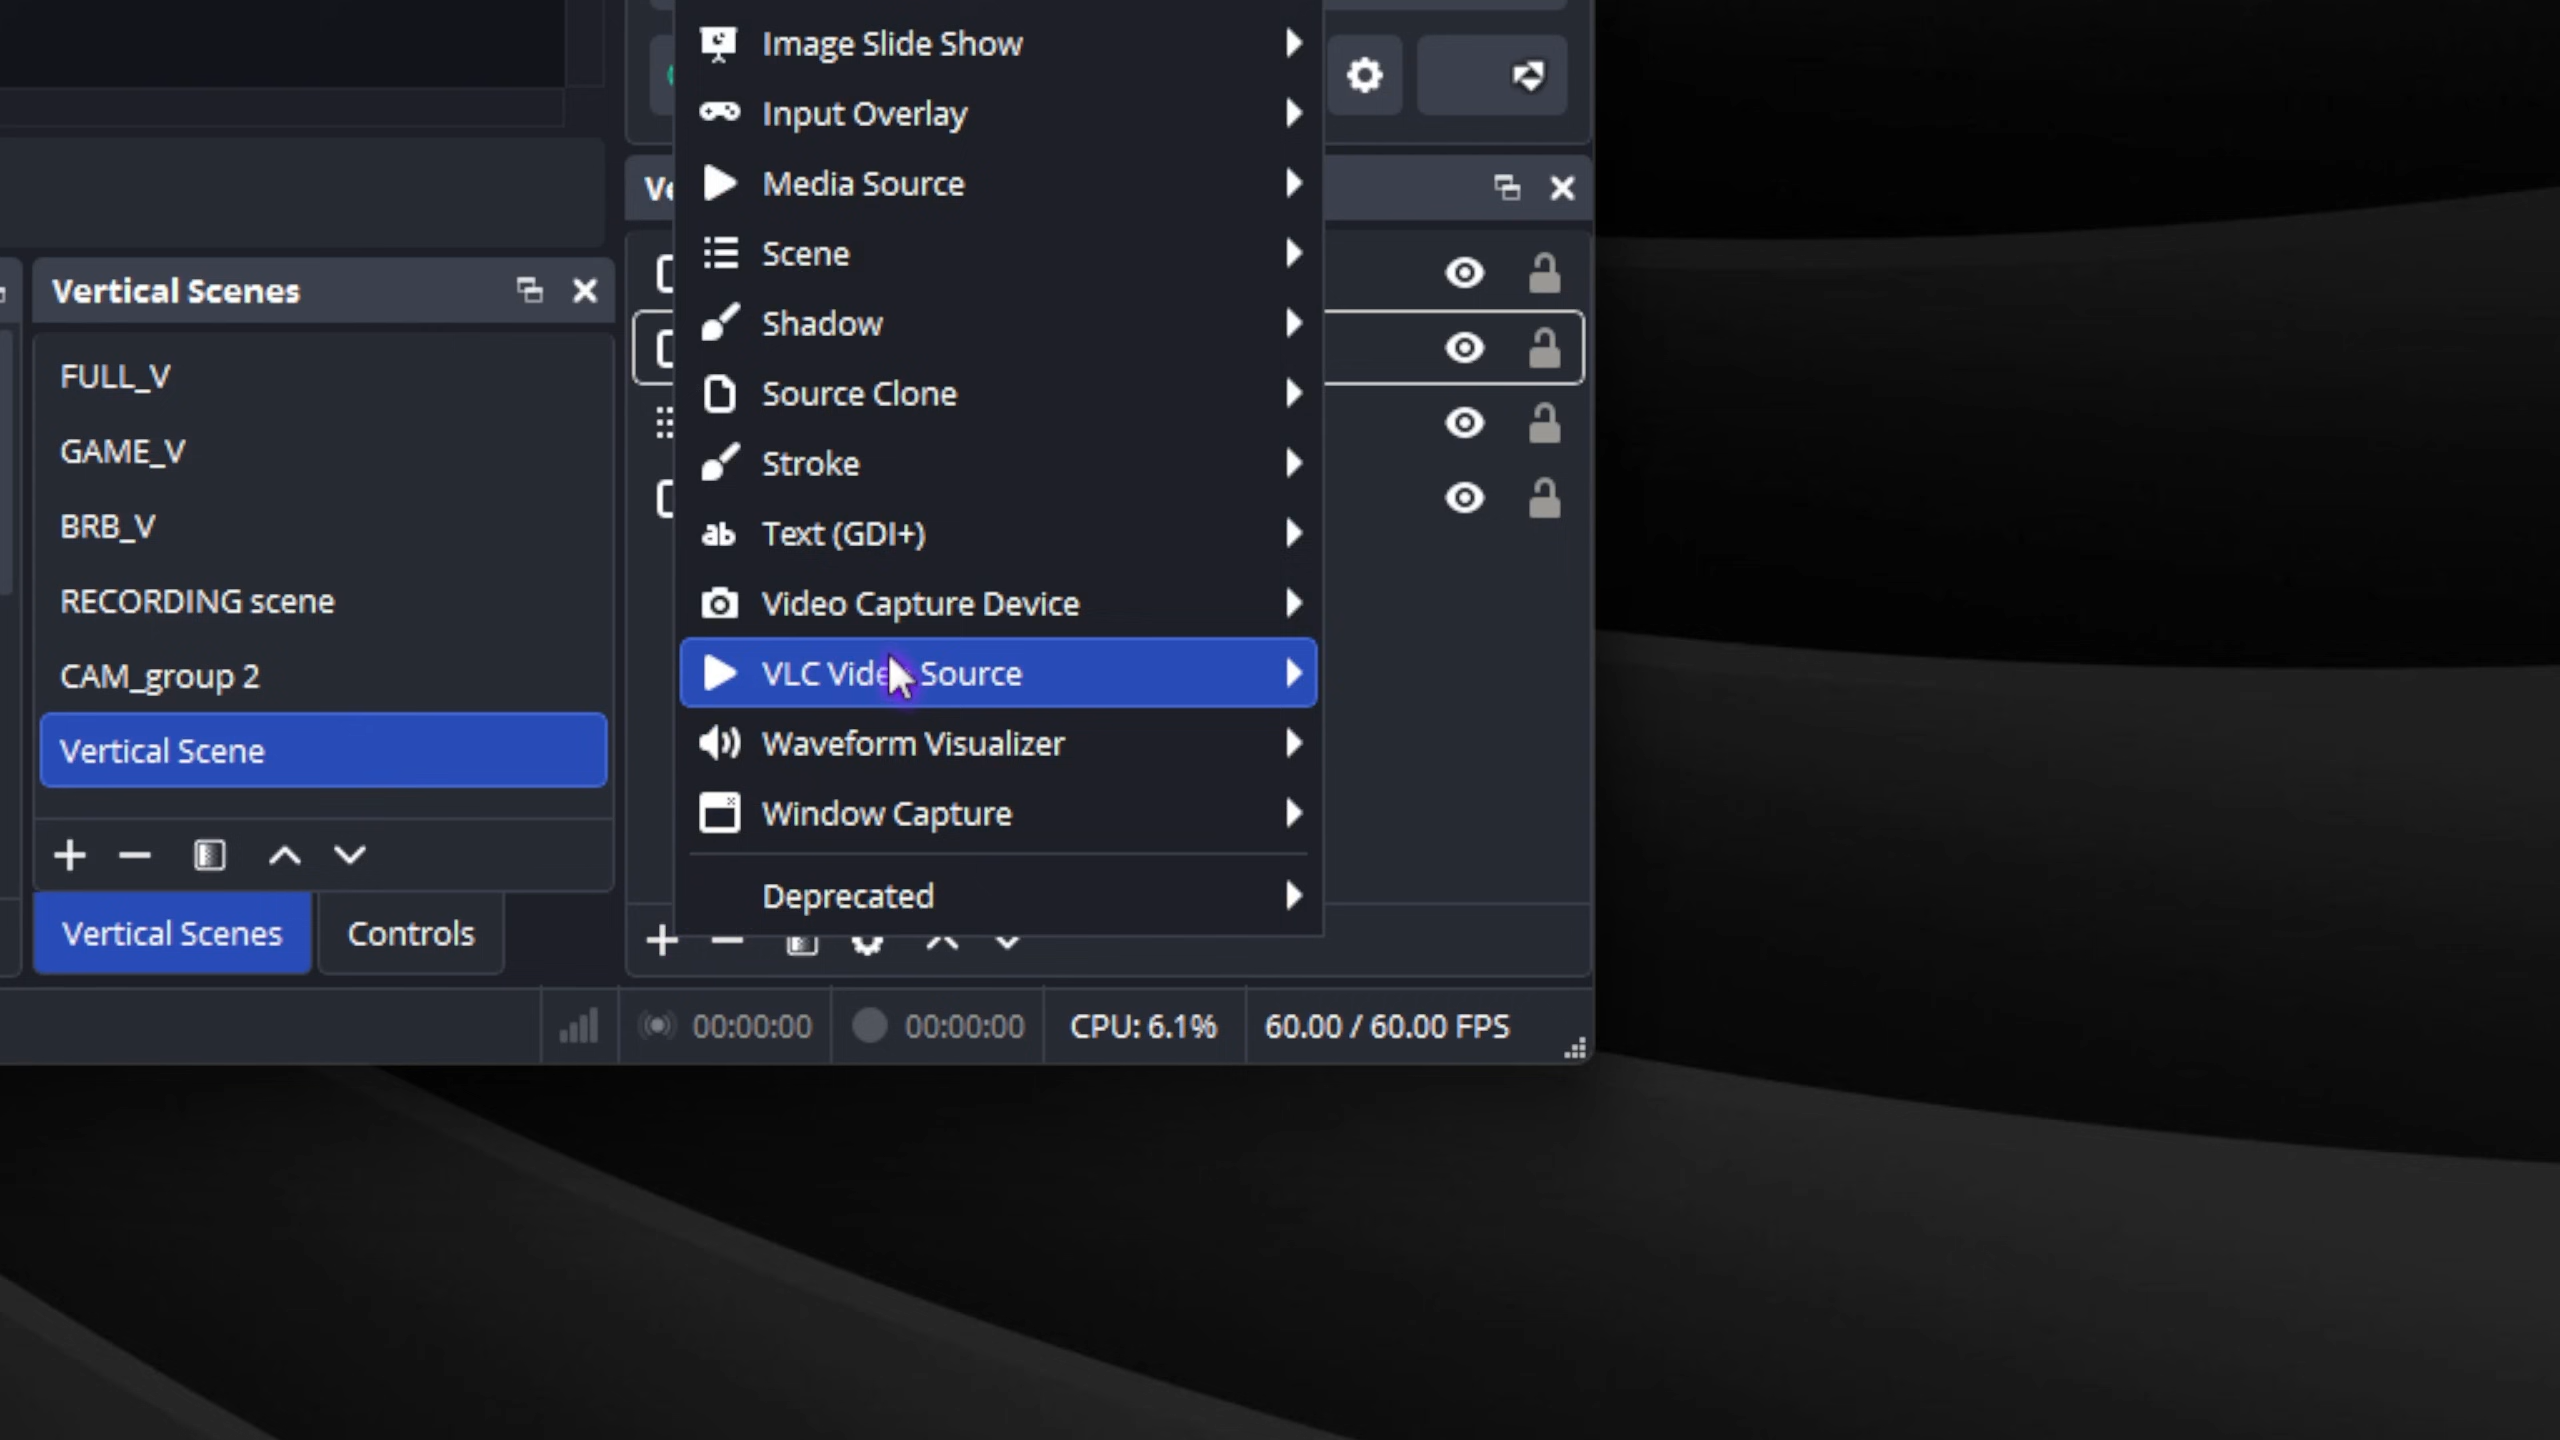 Image Slide Show
Input Overlay
Media Source
Scene
Shadow
Source Clone
Stroke
ab Text (GDI+)
Video Capture Device
VLC Video Source
Waveform Visualizer
Window Capture
Deprecated
Vertical Scenes
FULL_V
GAME_V
BRB_V
RECORDING scene
CAM_group 2
Vertical Scene
Vertical Scenes
Controls
00:00:00
00:00:00
CPU: 6.1%
60.00 / 60.00 FPS